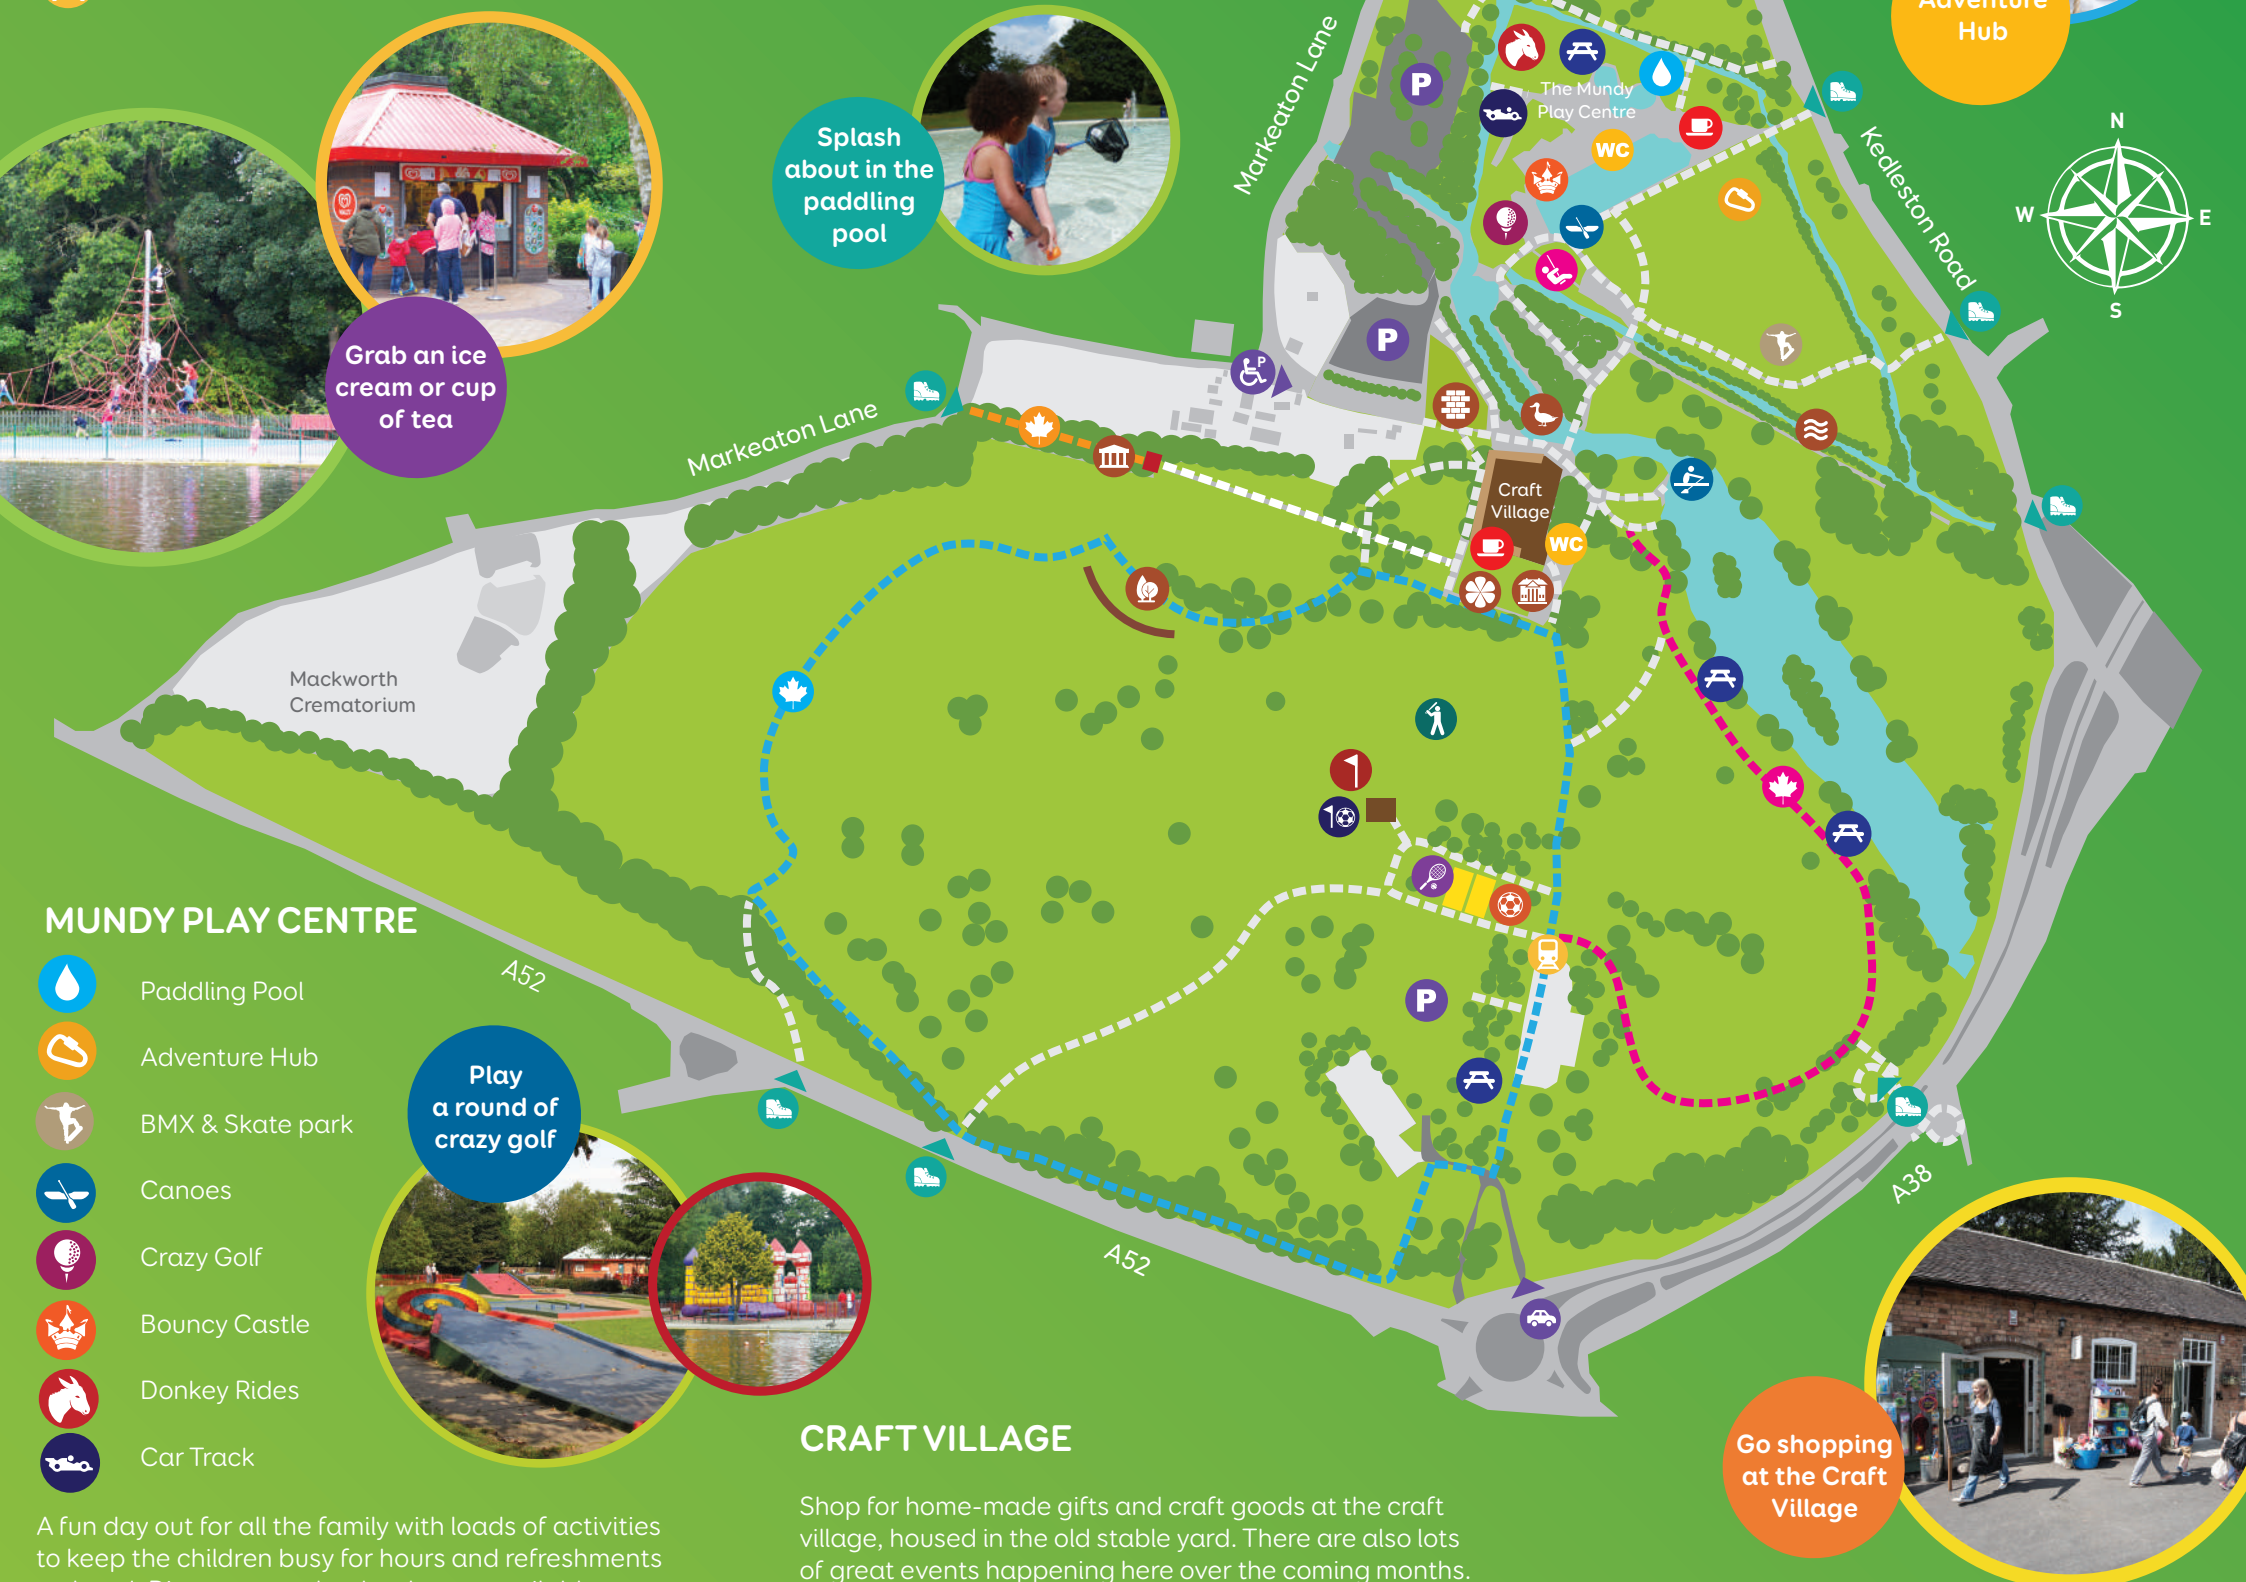 Adventure
Hub
Splash
about in the
paddling
pool
Grab an ice
cream or cup
of tea
Markeaton Lane
P
The Mundy
Play Centre
WC
Kedleston Road
N
W
E
S
P
P
Markeaton Lane
Craft
Village
WC
Mackworth
Crematorium
P
A52
A52
A38
MUNDY PLAY CENTRE
Paddling Pool
Adventure Hub
BMX & Skate park
Canoes
Crazy Golf
Bouncy Castle
Donkey Rides
Car Track
Play
a round of
crazy golf
A fun day out for all the family with loads of activities
to keep the children busy for hours and refreshments
CRAFT VILLAGE
Shop for home-made gifts and craft goods at the craft
village, housed in the old stable yard. There are also lots
of great events happening here over the coming months.
Go shopping
at the Craft
Village